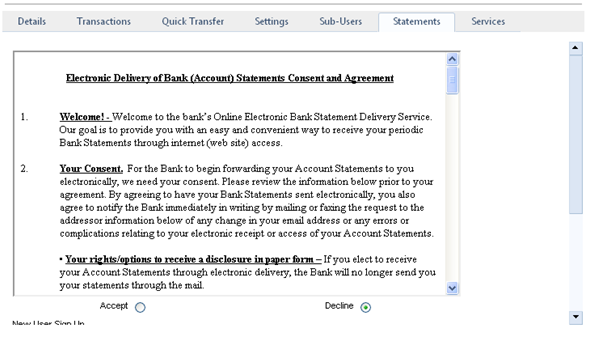 Details Transactions Quick Transfer Settings Sub-Users Statements Services
Electronic Delivery of Bank (Account) Statements Consent and Agreement
1. Welcome! - Welcome to the bank's Online Electronic Bank Statement Delivery Service.
Our goal is to provide you with an easy and convenient way to receive your periodic
Bank Statements through internet (web site) access.
2. Your Consent. For the Bank to begin forwarding your Account Statements to you
electronically, we need your consent. Please review the information below prior to your
agreement. By agreeing to have your Bank Statements sent electronically, you also
agree to notify the Bank immediately in writing by mailing or faxing the request to the
addressor information below of any change in your email address or any errors or
complications relating to your electronic receipt or access of your Account Statements.
• Your rights/options to receive a disclosure in paper form – If you elect to receive
your Account Statements through electronic delivery, the Bank will no longer send you
your statements through the mail.
Accept Decline
New User Sign Up